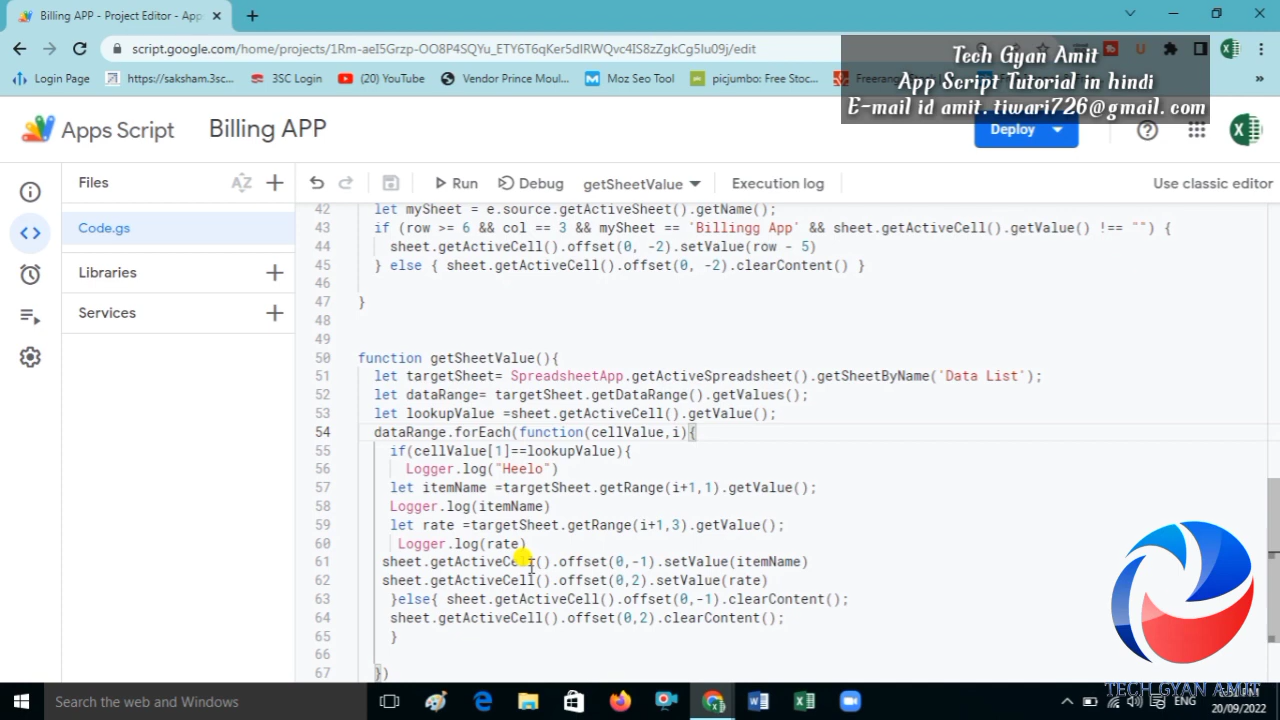 Billing APP - Project Editor - App
script.google.com/home/projects/1Rm-aeI5Grzp-OO8P4SQYu_ETY6T6qKer5dlRWQvc4IS8zZgkCg5Iu09j/edit
Tech Gyan Amit
App Script Tutorial in hindi
E-mail id amit.tiwari726@gmail.com
Login Page https://saksham.3sc... 3SC Login (20) YouTube Vendor Prince Moul... Moz Seo Tool picjumbo: Free Stoc... »
Apps Script Billing APP Deploy
Files AZ
Run Debug getSheetValue Execution log Use classic editor
Code.gs
Libraries
Services
42 let mySheet = e.source.getActiveSheet().getName();
43 if (row >= 6 && col == 3 && mySheet == 'Billingg App' && sheet.getActiveCell().getValue() !== "") {
44 sheet.getActiveCell().offset(0, -2).setValue(row - 5)
45 } else { sheet.getActiveCell().offset(0, -2).clearContent() }
46
47 }
48
49
50 function getSheetValue(){
51 let targetSheet= SpreadsheetApp.getActiveSpreadsheet().getSheetByName('Data List');
52 let dataRange= targetSheet.getDataRange().getValues();
53 let lookupValue =sheet.getActiveCell().getValue();
54 dataRange.forEach(function(cellValue,i){
55 if(cellValue[1]==lookupValue){
56 Logger.log("Heelo")
57 let itemName =targetSheet.getRange(i+1,1).getValue();
58 Logger.log(itemName)
59 let rate =targetSheet.getRange(i+1,3).getValue();
60 Logger.log(rate)
61 sheet.getActiveCell().offset(0,-1).setValue(itemName)
62 sheet.getActiveCell().offset(0,2).setValue(rate)
63 }else{ sheet.getActiveCell().offset(0,-1).clearContent();
64 sheet.getActiveCell().offset(0,2).clearContent();
65 }
66
67 })
TECH GYAN AMIT
Search the web and Windows
ENG
20/09/2022